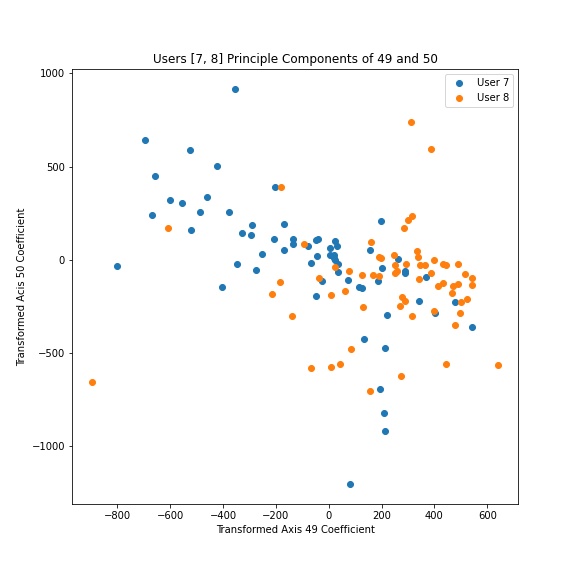 Users [7, 8] Principle Components of 49 and 50
User 7
User 8
1000
500
0
−500
−1000
Transformed Acis 50 Coefficient
−800 −600 −400 −200 0 200 400 600
Transformed Axis 49 Coefficient